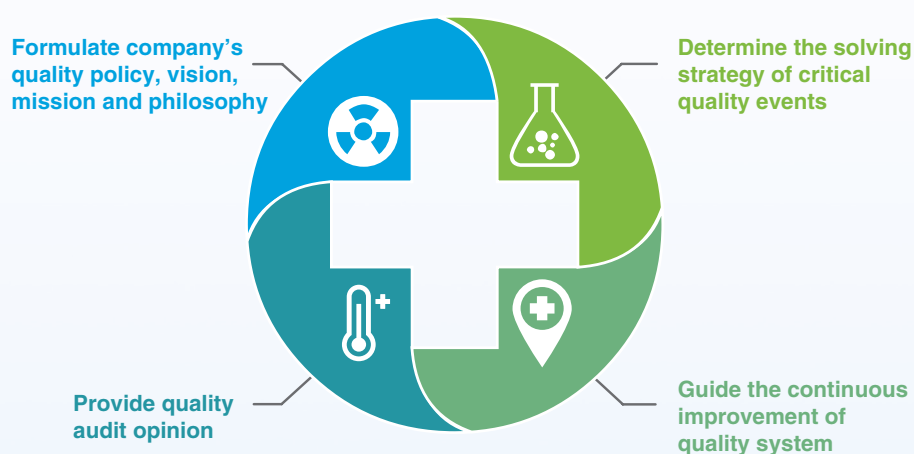 Formulate company's
quality policy, vision,
mission and philosophy
Determine the solving
strategy of critical
quality events
Provide quality
audit opinion
Guide the continuous
improvement of
quality system